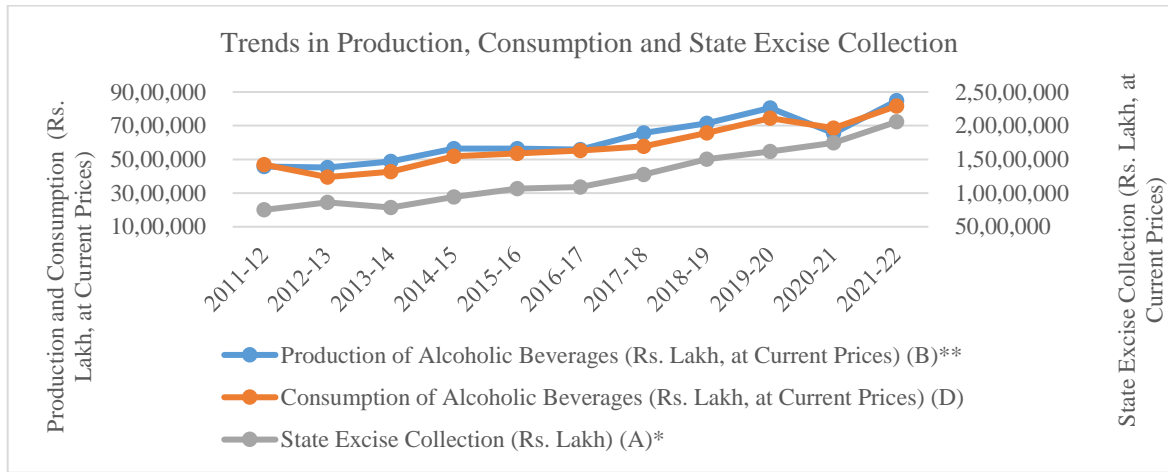 Trends in Production, Consumption and State Excise Collection
Production and Consumption (Rs.
Lakh, at Current Prices)
90,00,000
70,00,000
50,00,000
30,00,000
10,00,000
2,50,00,000
2,00,00,000
1,50,00,000
1,00,00,000
50,00,000
State Excise Collection (Rs. Lakh, at
Current Prices)
2011-12
2012-13
2013-14
2014-15
2015-16
2016-17
2017-18
2018-19
2019-20
2020-21
2021-22
Production of Alcoholic Beverages (Rs. Lakh, at Current Prices) (B)**
Consumption of Alcoholic Beverages (Rs. Lakh, at Current Prices) (D)
State Excise Collection (Rs. Lakh) (A)*